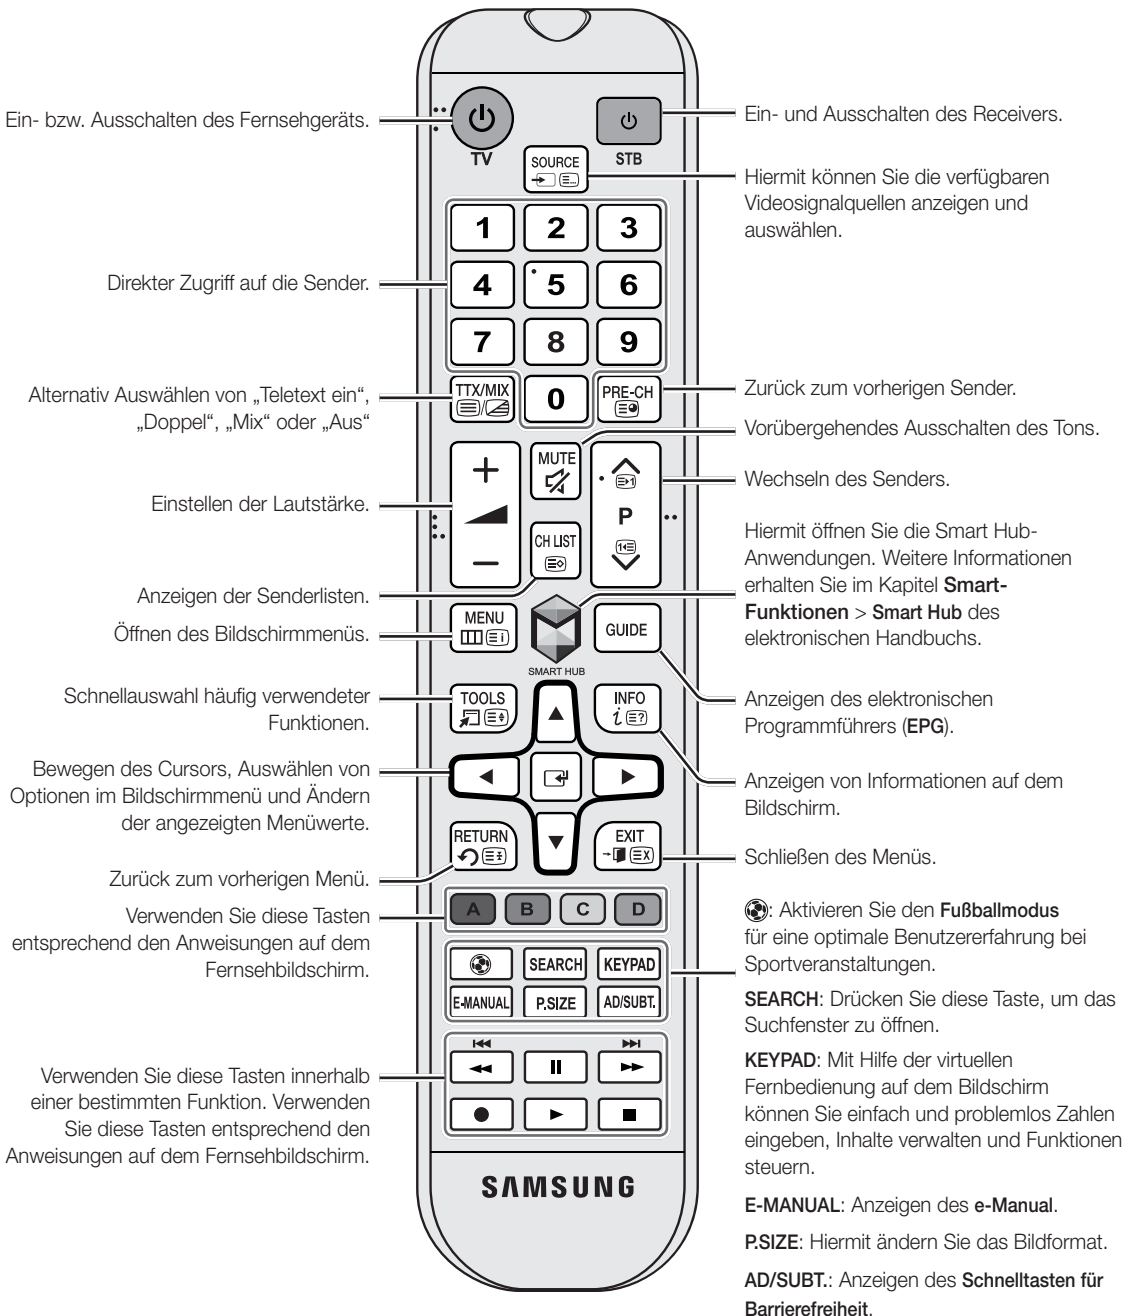 Ein- bzw. Ausschalten des Fernsehgeräts.
Direkter Zugriff auf die Sender.
Alternativ Auswählen von „Teletext ein“,
„Doppel“, „Mix“ oder „Aus“
Einstellen der Lautstärke.
Anzeigen der Senderlisten.
Öffnen des Bildschirmmenüs.
Schnellauswahl häufig verwendeter
Funktionen.
Bewegen des Cursors, Auswählen von
Optionen im Bildschirmmenü und Ändern
der angezeigten Menüwerte.
Zurück zum vorherigen Menü.
Verwenden Sie diese Tasten
entsprechend den Anweisungen auf dem
Fernsehbildschirm.
Verwenden Sie diese Tasten innerhalb
einer bestimmten Funktion. Verwenden
Sie diese Tasten entsprechend den
Anweisungen auf dem Fernsehbildschirm.
TV
STB
SOURCE
1 2 3
4 5 6
7 8 9
TTX/MIX 0 PRE-CH
MUTE
P
CH LIST
MENU
GUIDE
SMART HUB
TOOLS
INFO
RETURN
EXIT
A B C D
SEARCH KEYPAD
E-MANUAL P.SIZE AD/SUBT.
SAMSUNG
Ein- und Ausschalten des Receivers.
Hiermit können Sie die verfügbaren
Videosignalquellen anzeigen und
auswählen.
Zurück zum vorherigen Sender.
Vorübergehendes Ausschalten des Tons.
Wechseln des Senders.
Hiermit öffnen Sie die Smart Hub-
Anwendungen. Weitere Informationen
erhalten Sie im Kapitel Smart-
Funktionen > Smart Hub des
elektronischen Handbuchs.
Anzeigen des elektronischen
Programmführers (EPG).
Anzeigen von Informationen auf dem
Bildschirm.
Schließen des Menüs.
: Aktivieren Sie den Fußballmodus
für eine optimale Benutzererfahrung bei
Sportveranstaltungen.
SEARCH: Drücken Sie diese Taste, um das
Suchfenster zu öffnen.
KEYPAD: Mit Hilfe der virtuellen
Fernbedienung auf dem Bildschirm
können Sie einfach und problemlos Zahlen
eingeben, Inhalte verwalten und Funktionen
steuern.
E-MANUAL: Anzeigen des e-Manual.
P.SIZE: Hiermit ändern Sie das Bildformat.
AD/SUBT.: Anzeigen des Schnelltasten für
Barrierefreiheit.